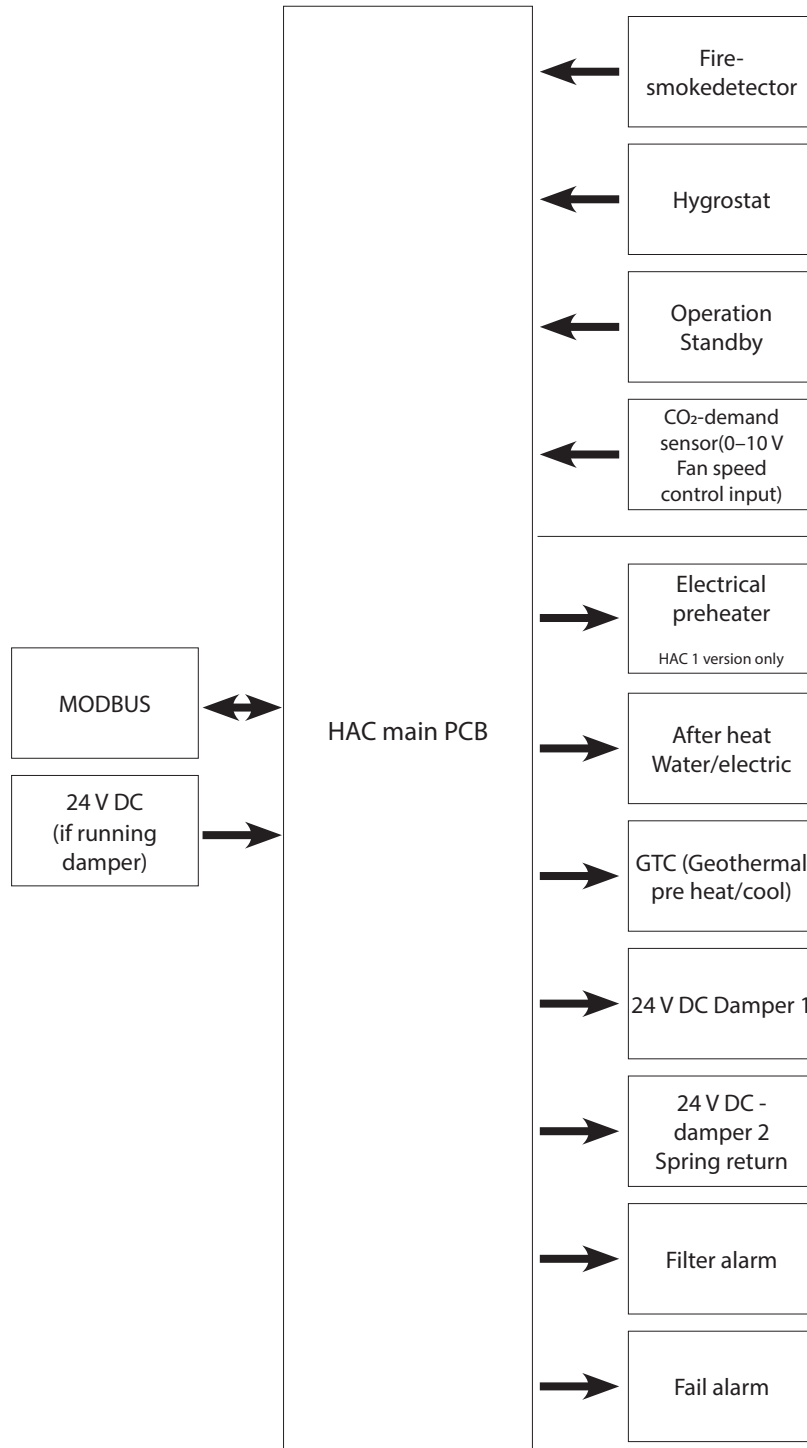 Fire-
smokedetector
Hygrostat
Operation
Standby
CO₂-demand
sensor(0–10 V
Fan speed
control input)
Electrical
preheater
HAC 1 version only
MODBUS
HAC main PCB
After heat
Water/electric
24 V DC
(if running
damper)
GTC (Geothermal
pre heat/cool)
24 V DC Damper 1
24 V DC -
damper 2
Spring return
Filter alarm
Fail alarm